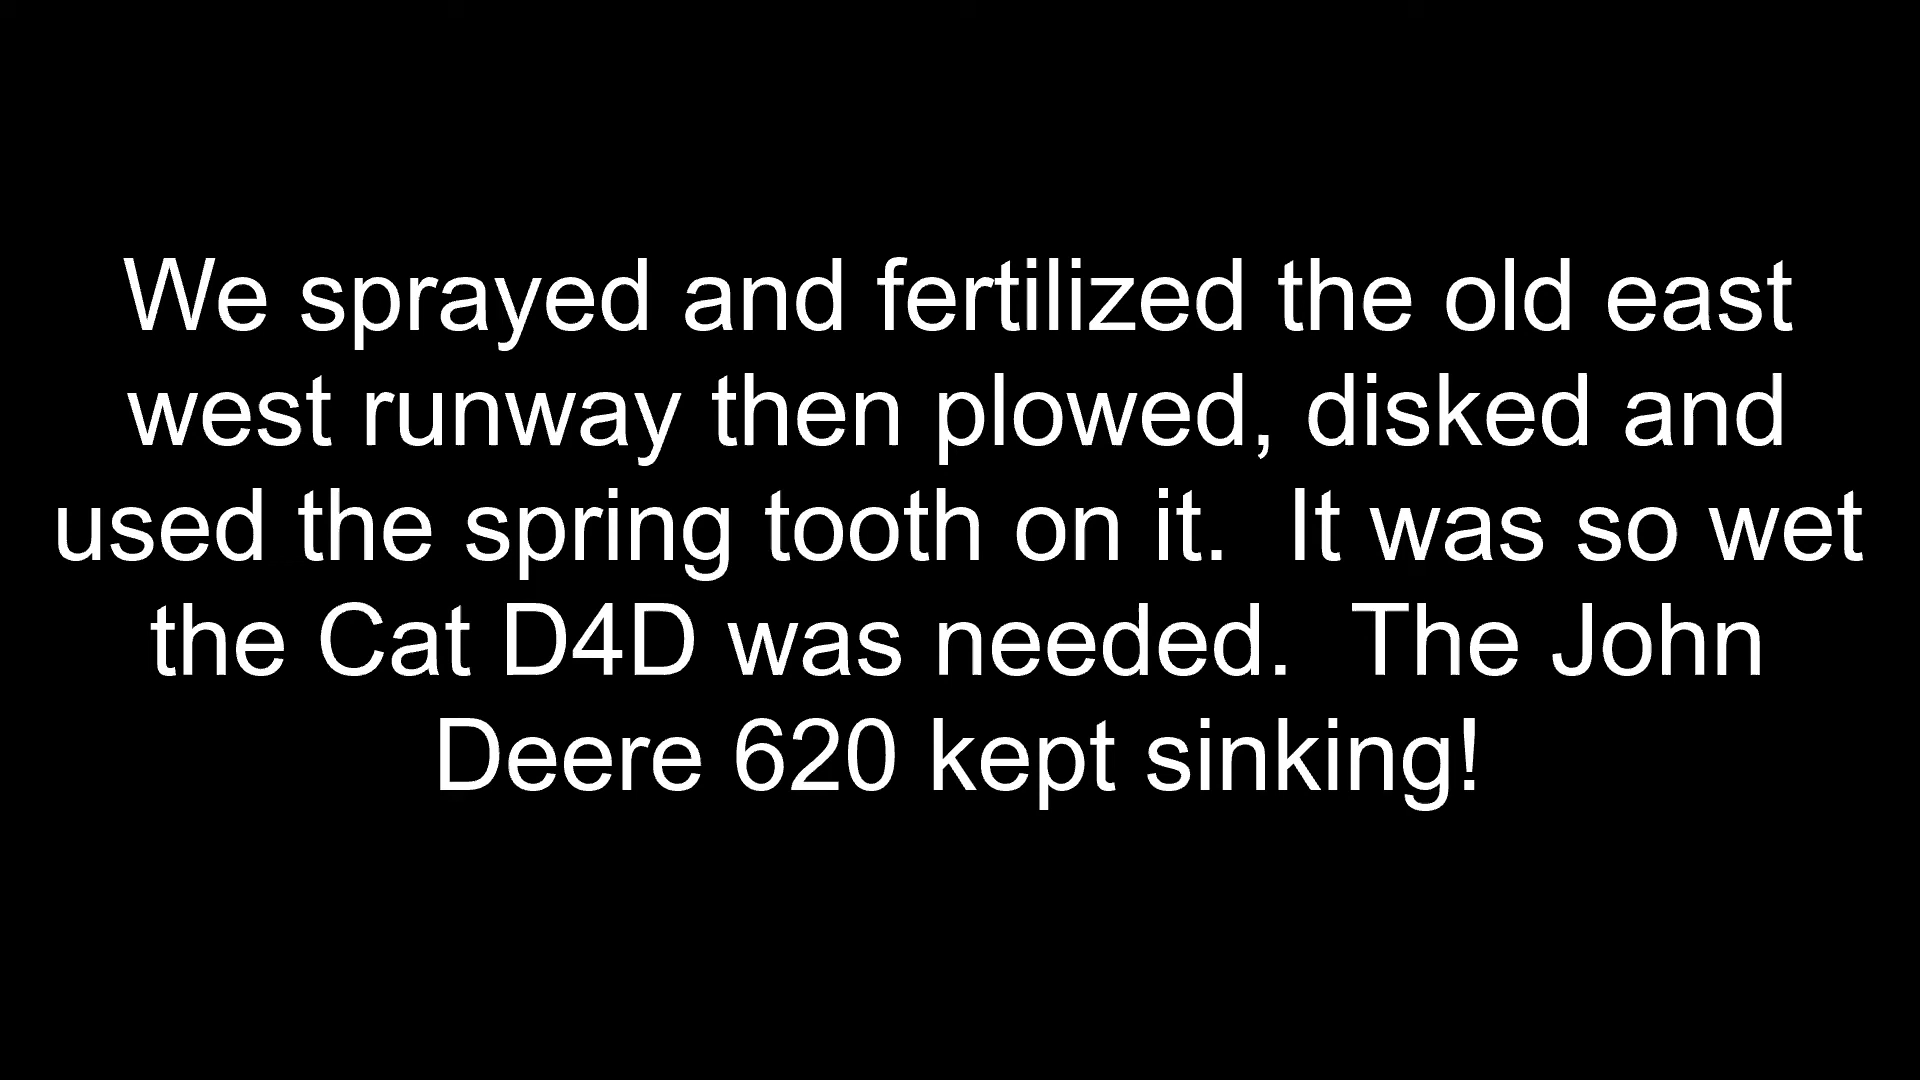 We sprayed and fertilized the old east
west runway then plowed, disked and
used the spring tooth on it.  It was so wet
the Cat D4D was needed.  The John
Deere 620 kept sinking!